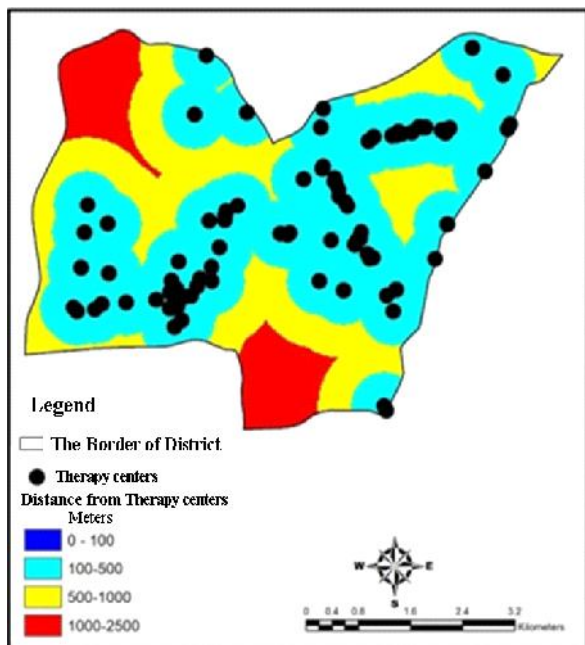 Legend
The Border of District
Therapy centers
Distance from Therapy centers
Meters
0 - 100
100-500
500-1000
1000-2500
N
W E
S
0 0.4 0.8 1.6 2.4 3.2
Kilometers